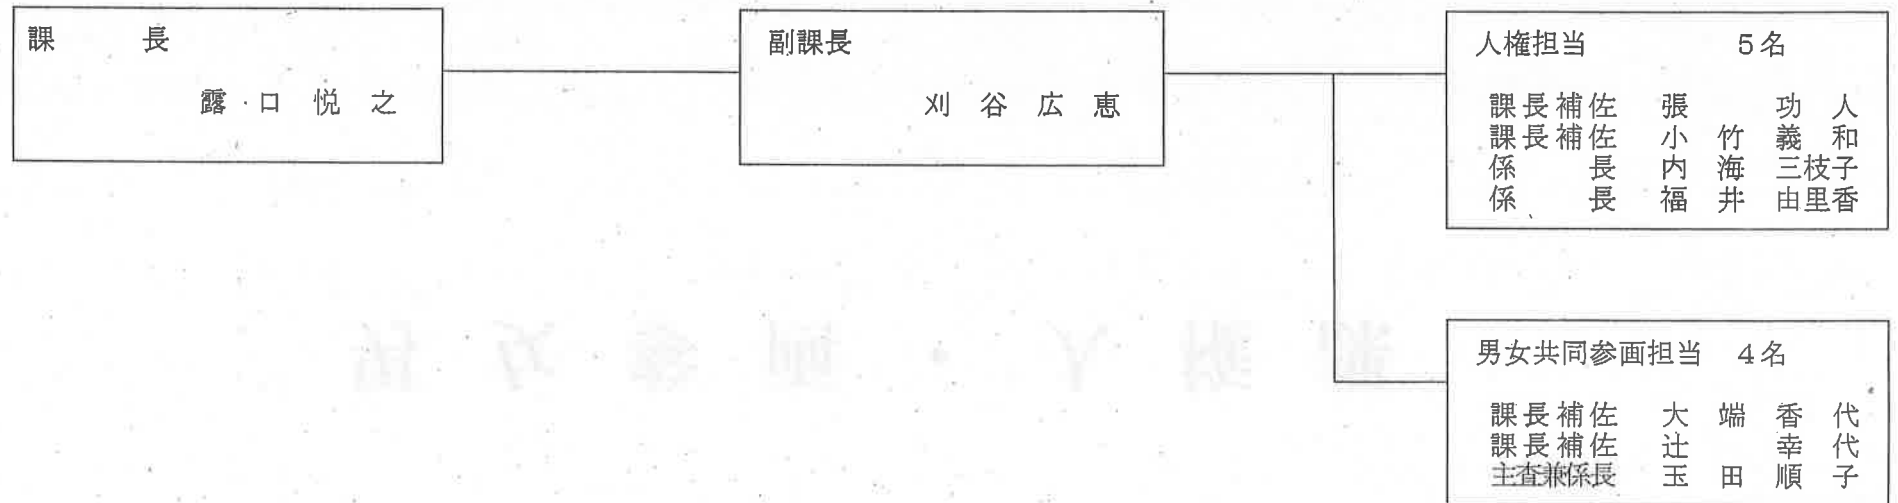 課長
露口悦之
副課長
刈谷広恵
人権担当 5名
課長補佐 張 功人
課長補佐 小竹義和
係長 内海三枝子
係長 福井由里香
男女共同参画担当 4名
課長補佐 大端香代
課長補佐 辻 幸代
主査兼係長 玉田順子